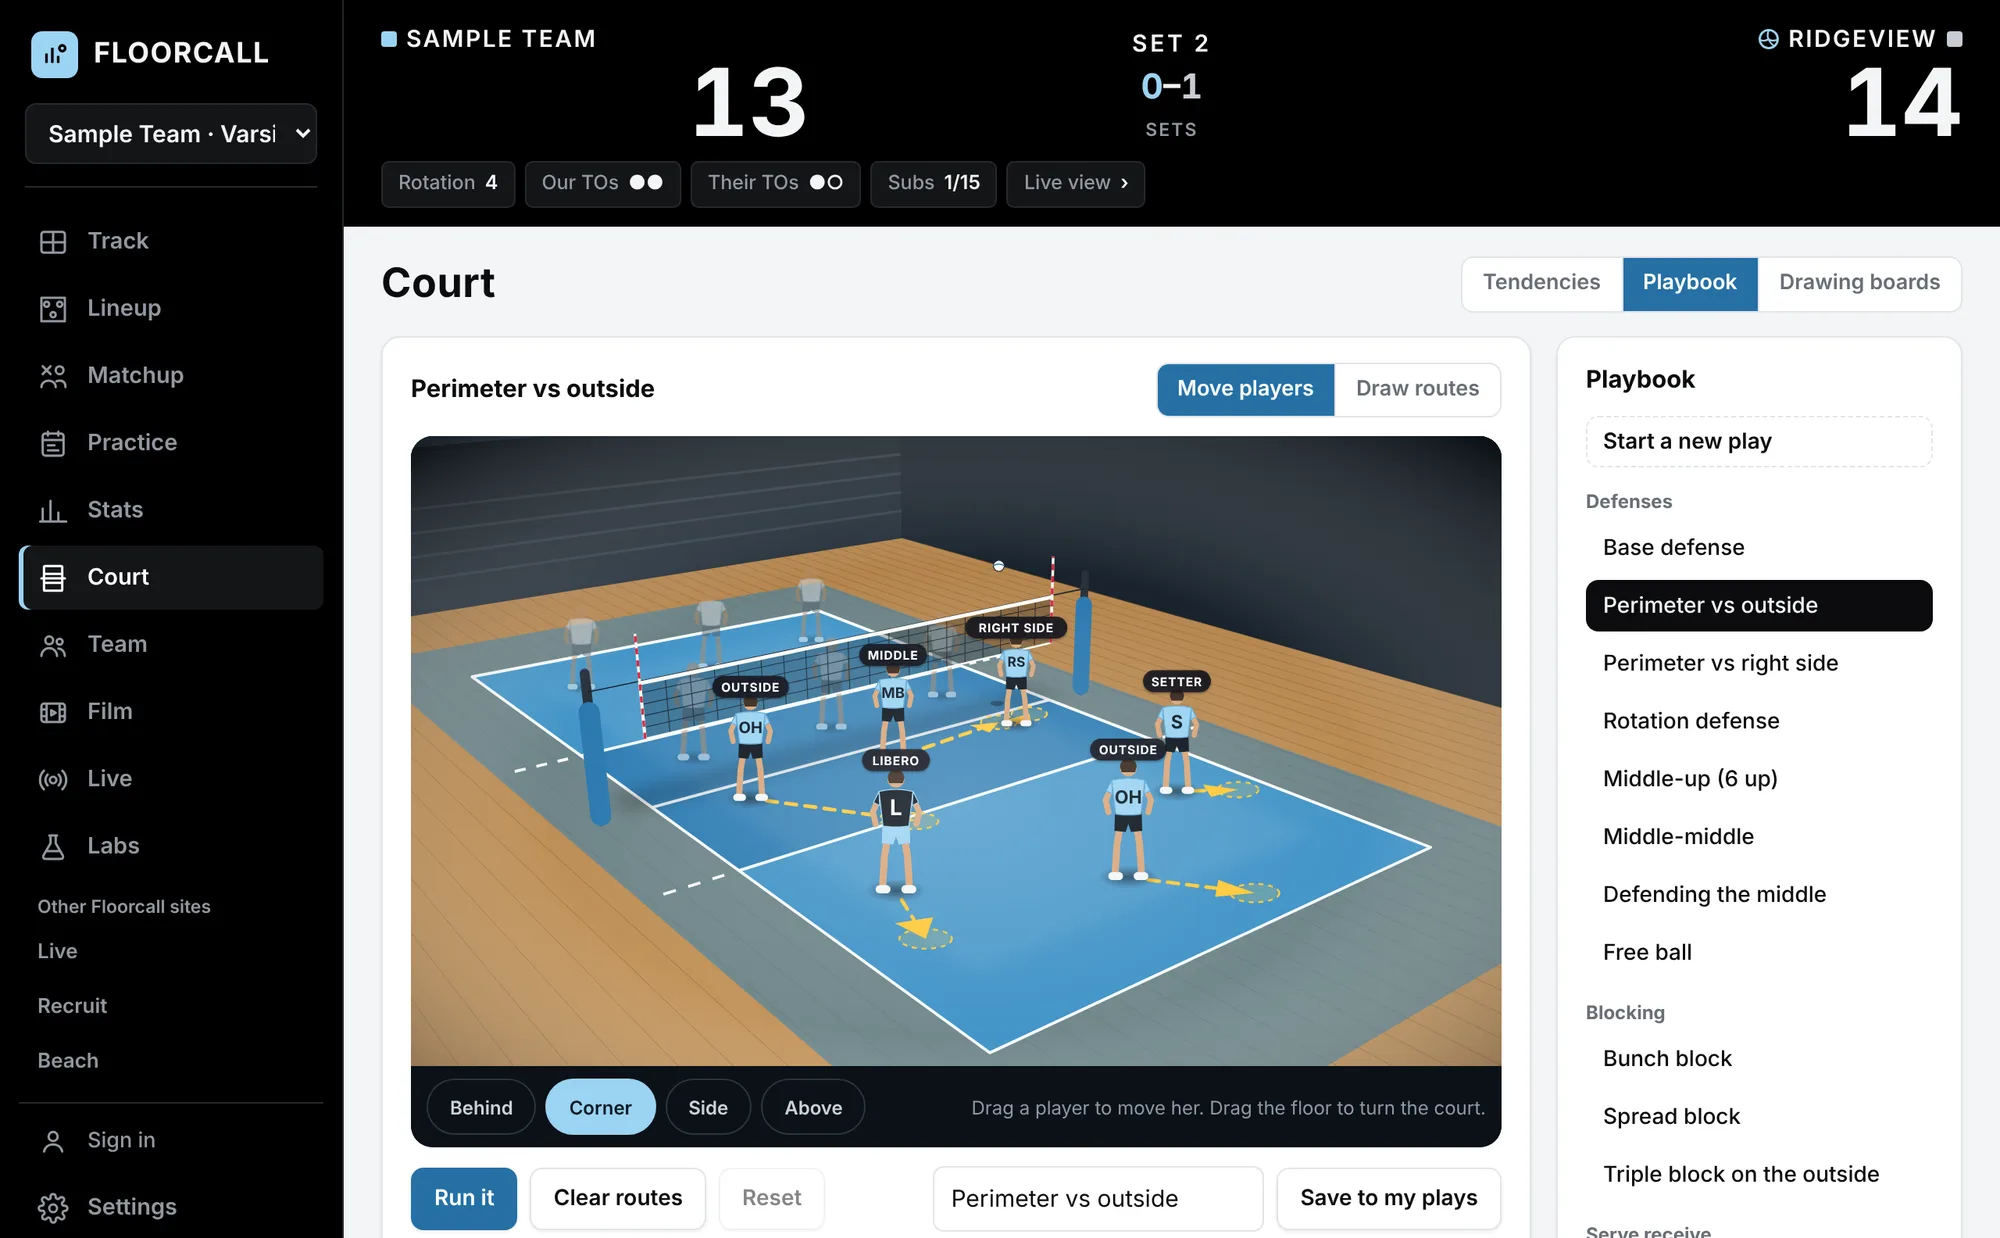 FLOORCALL
Sample Team · Varsi
Track
Lineup
Matchup
Practice
Stats
Court
Team
Film
Live
Labs
Other Floorcall sites
Live
Recruit
Beach
Sign in
Settings
SAMPLE TEAM
13
SET 2
0–1
SETS
RIDGEVIEW
14
Rotation 4
Our TOs
Their TOs
Subs 1/15
Live view ›
Court
Tendencies
Playbook
Drawing boards
Perimeter vs outside
Move players
Draw routes
RIGHT SIDE
RS
MIDDLE
MB
OUTSIDE
OH
SETTER
S
OUTSIDE
OH
LIBERO
L
Behind
Corner
Side
Above
Drag a player to move her. Drag the floor to turn the court.
Run it
Clear routes
Reset
Perimeter vs outside
Save to my plays
Playbook
Start a new play
Defenses
Base defense
Perimeter vs outside
Perimeter vs right side
Rotation defense
Middle-up (6 up)
Middle-middle
Defending the middle
Free ball
Blocking
Bunch block
Spread block
Triple block on the outside
Serve receive